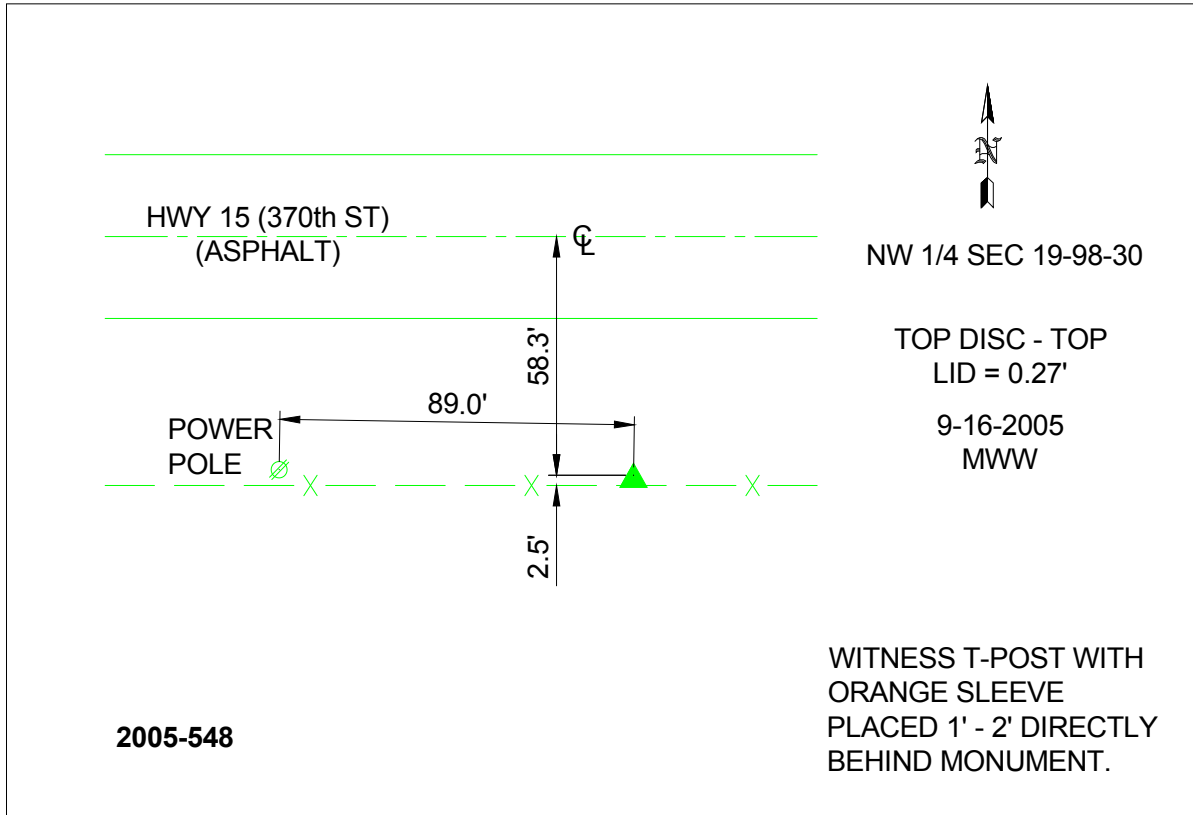 N
HWY 15 (370th ST)
(ASPHALT)
℄
NW 1/4 SEC 19-98-30
TOP DISC - TOP
LID = 0.27'
58.3'
89.0'
9-16-2005
MWW
POWER
POLE
X X X
2.5'
WITNESS T-POST WITH
ORANGE SLEEVE
PLACED 1' - 2' DIRECTLY
BEHIND MONUMENT.
2005-548